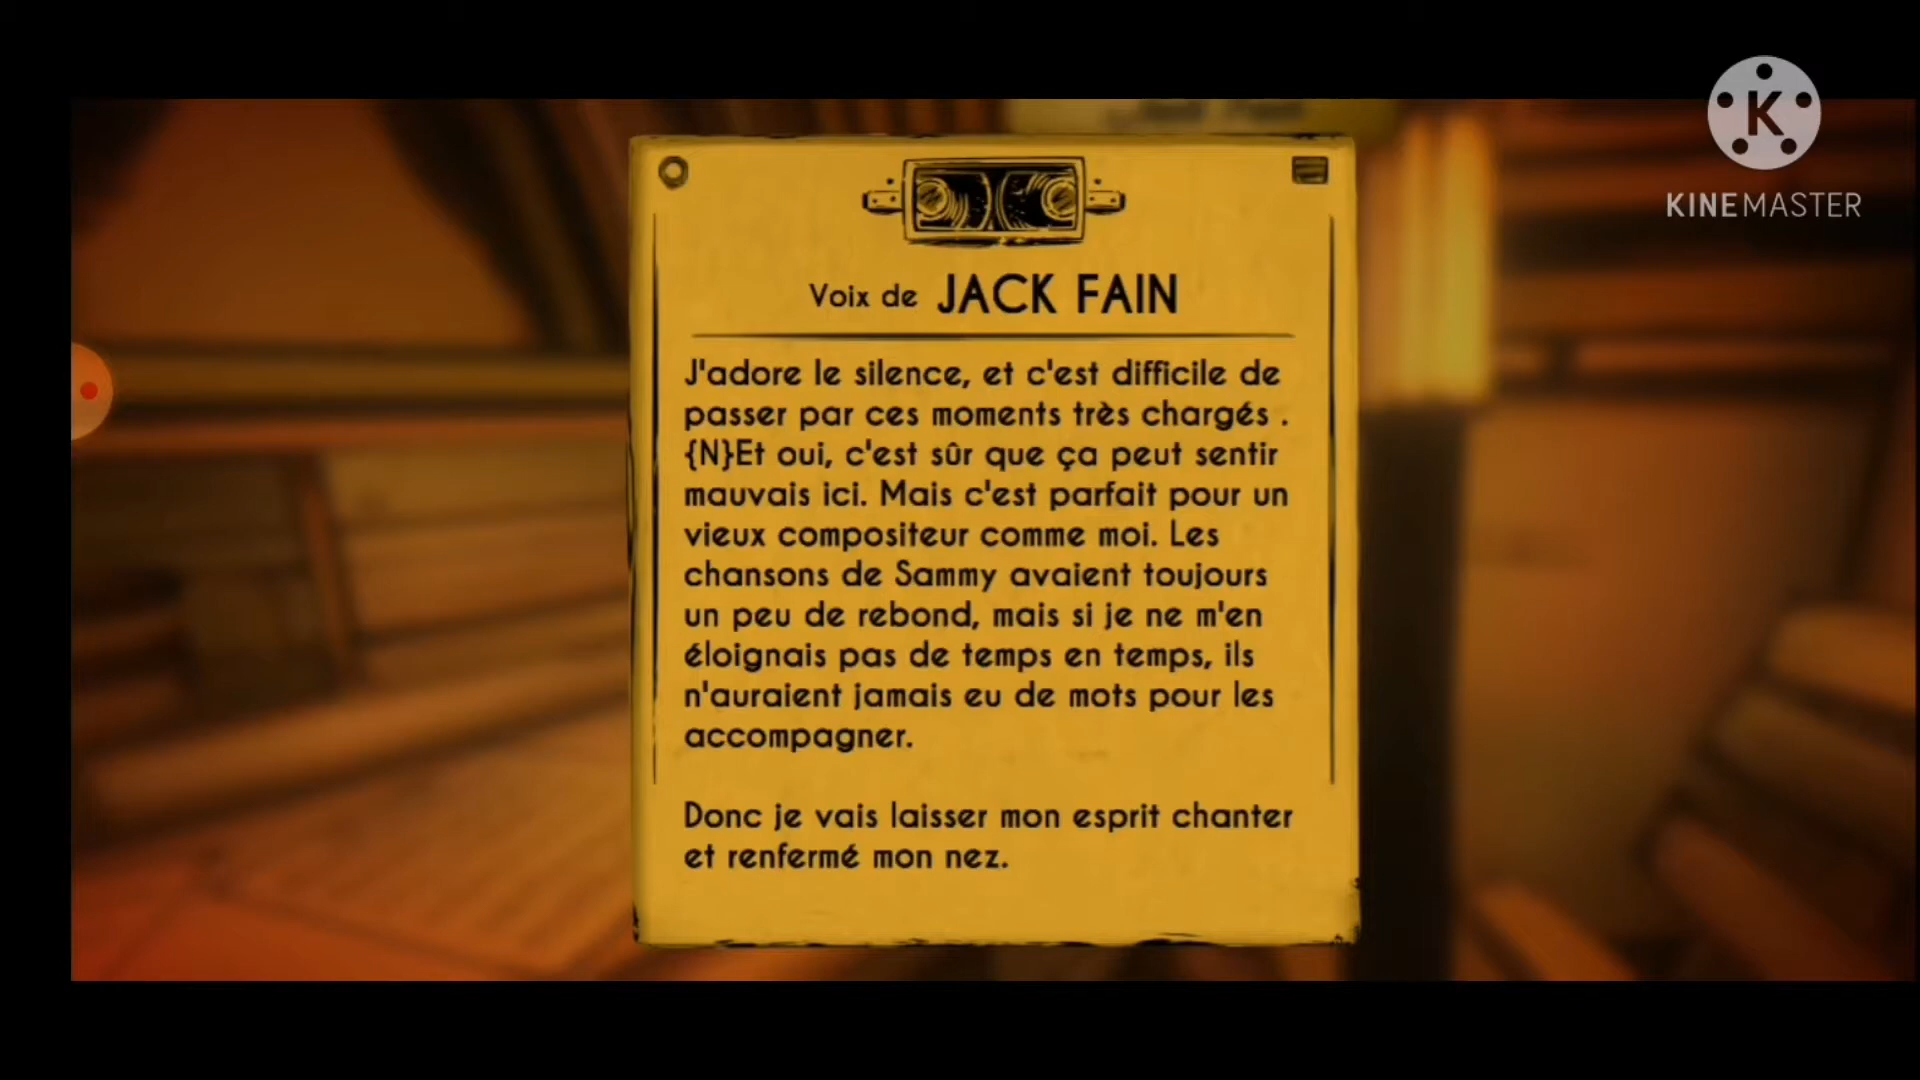 K
KINEMASTER
Voix de JACK FAIN
J'adore le silence, et c'est difficile de
passer par ces moments très chargés .
{N}Et oui, c'est sûr que ça peut sentir
mauvais ici. Mais c'est parfait pour un
vieux compositeur comme moi. Les
chansons de Sammy avaient toujours
un peu de rebond, mais si je ne m'en
éloignais pas de temps en temps, ils
n'auraient jamais eu de mots pour les
accompagner.
Donc je vais laisser mon esprit chanter
et renfermé mon nez.